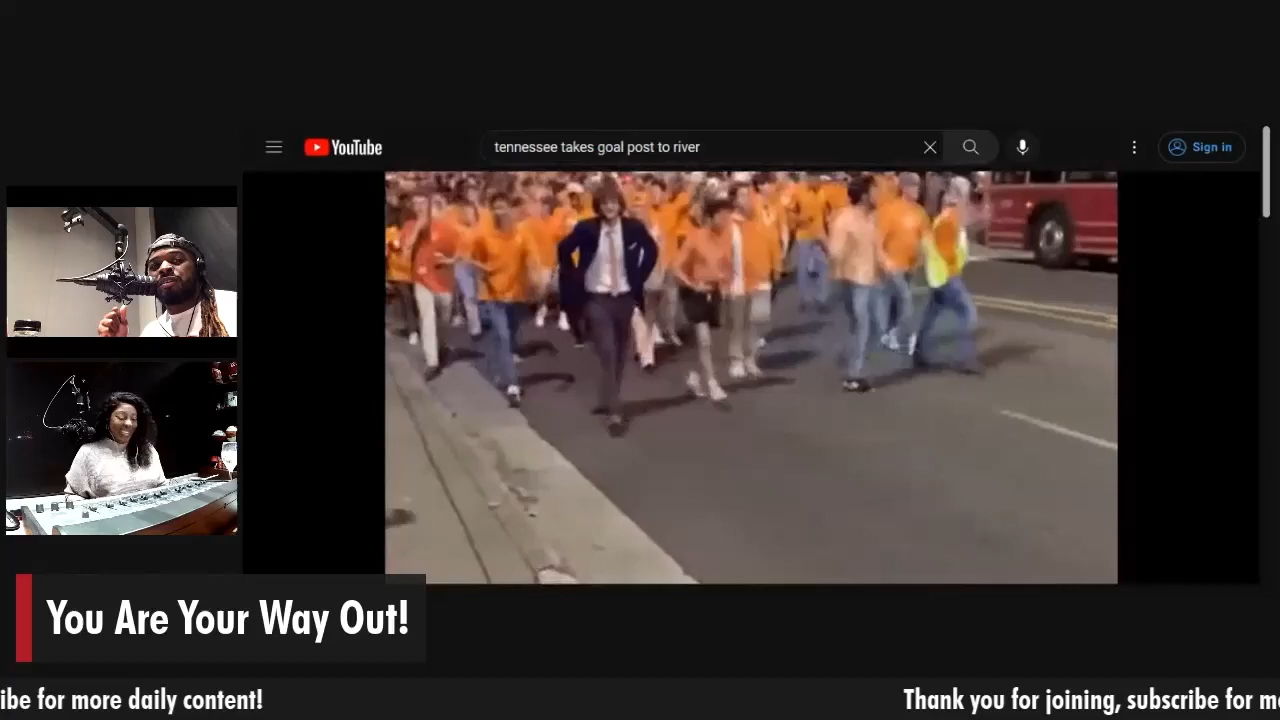 YouTube
tennessee takes goal post to river
Sign in
You Are Your Way Out!
ibe for more daily content!
Thank you for joining, subscribe for m